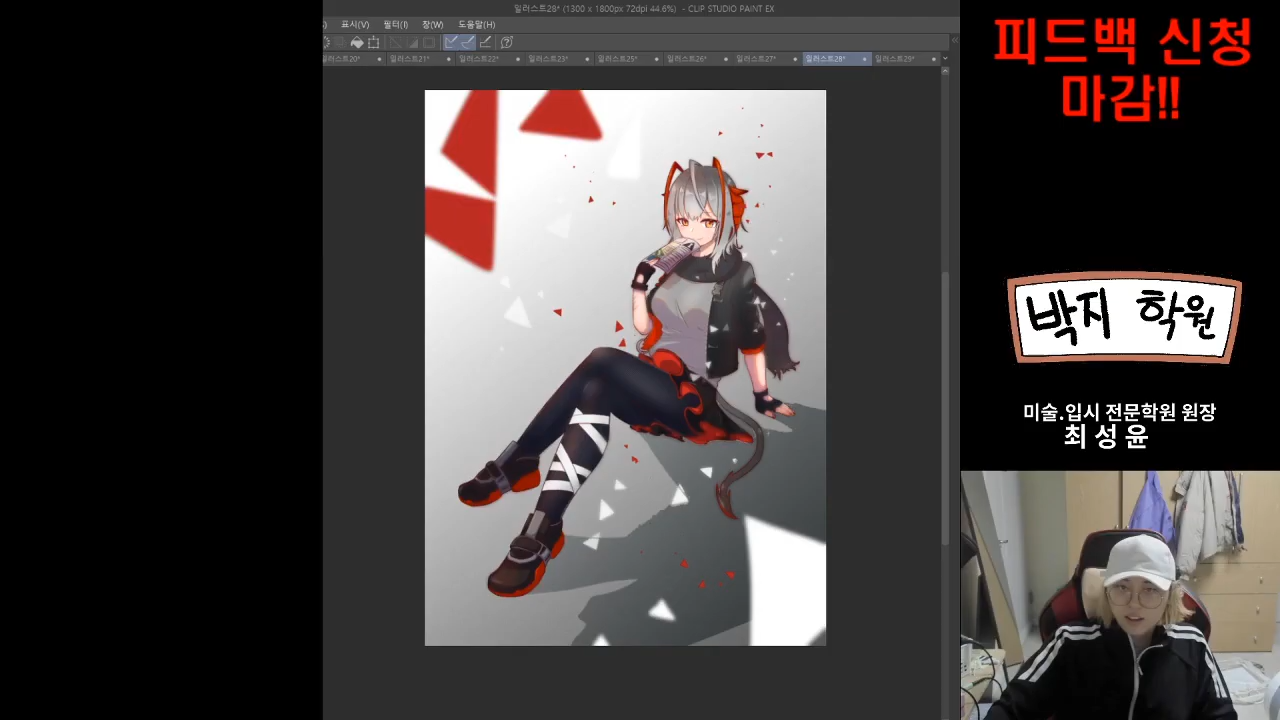 일러스트28* (1300 x 1800px 72dpi 44.6%) - CLIP STUDIO PAINT EX
표시(V) 필터(I) 창(W) 도움말(H)
일러스트20* 일러스트21* 일러스트22* 일러스트23* 일러스트25* 일러스트26* 일러스트27* 일러스트28* 일러스트29*
피드백 신청
마감!!
박지 학원
미술.입시 전문학원 원장
최성윤